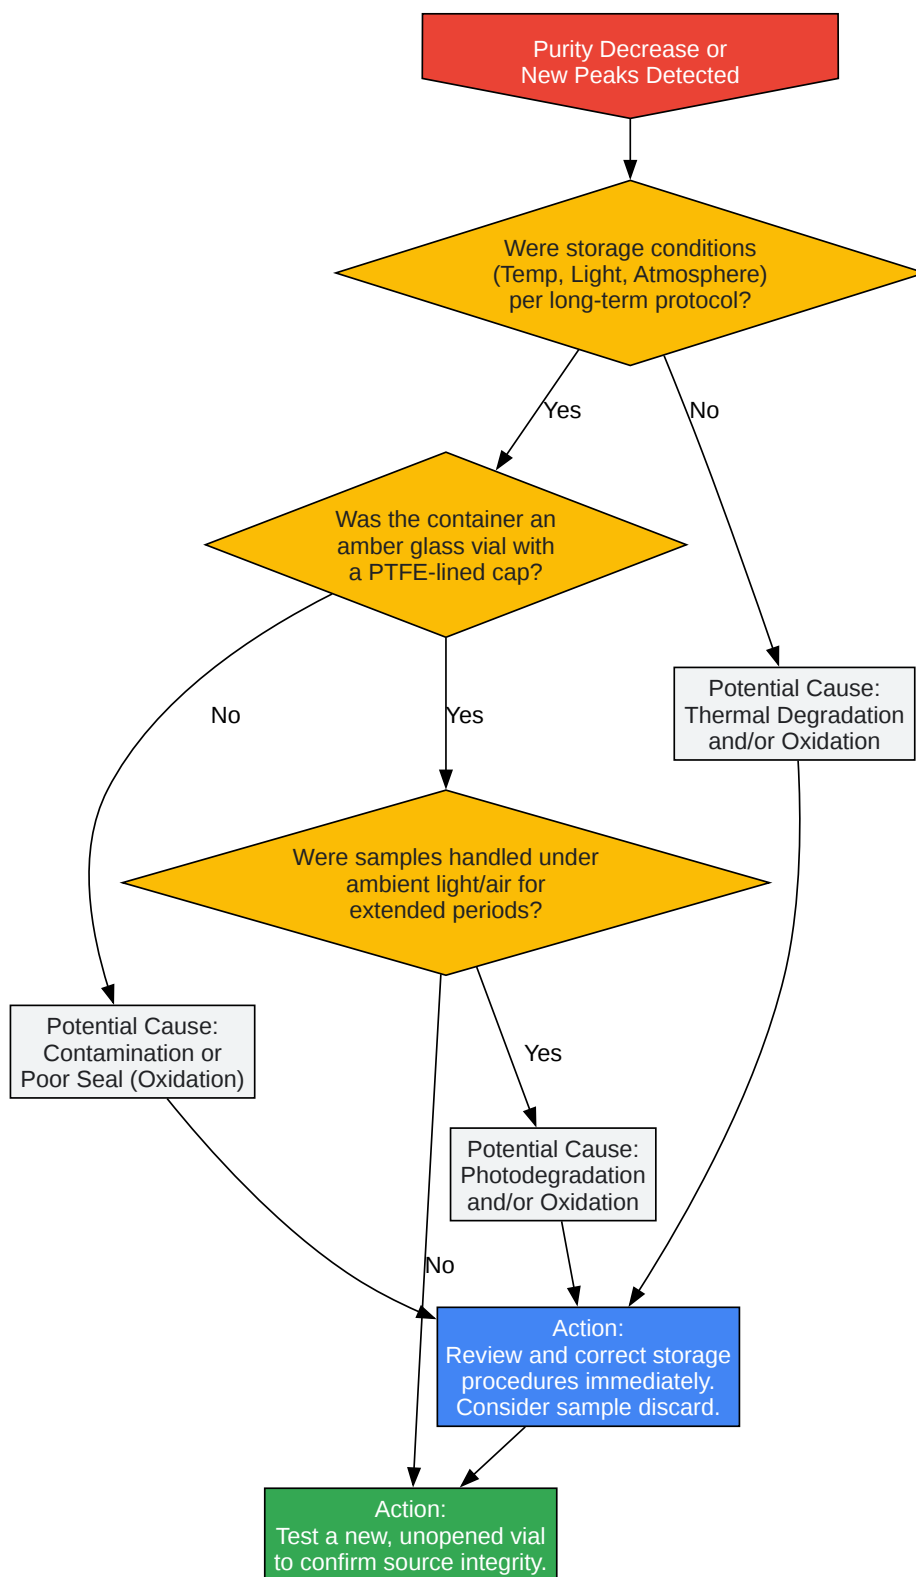 Purity Decrease or
New Peaks Detected
Were storage conditions
(Temp, Light, Atmosphere)
per long-term protocol?
Yes
No
Was the container an
amber glass vial with
a PTFE-lined cap?
Potential Cause:
Thermal Degradation
and/or Oxidation
No
Yes
Were samples handled under
ambient light/air for
extended periods?
Potential Cause:
Contamination or
Poor Seal (Oxidation)
Yes
Potential Cause:
Photodegradation
and/or Oxidation
No
Action:
Review and correct storage
procedures immediately.
Consider sample discard.
Action:
Test a new, unopened vial
to confirm source integrity.